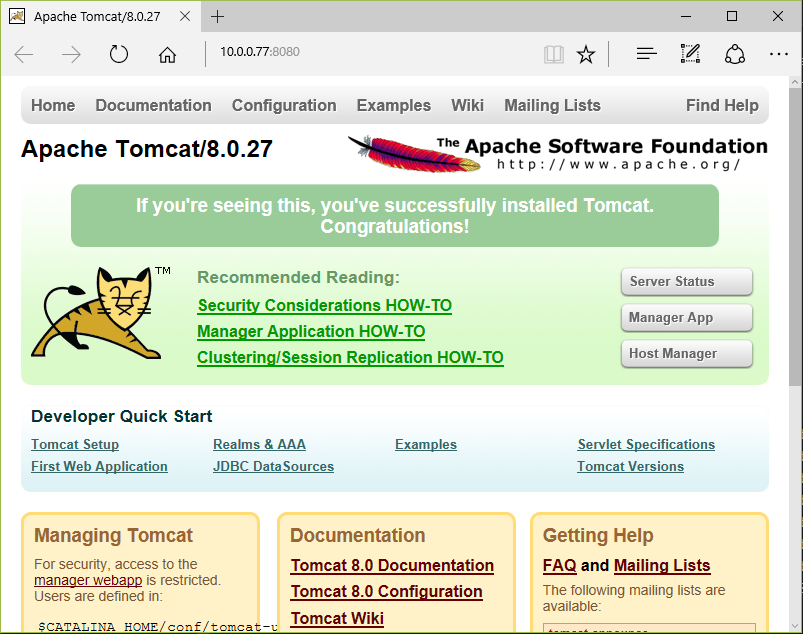 Apache Tomcat/8.0.27
10.0.0.77:8080
Home Documentation Configuration Examples Wiki Mailing Lists Find Help
Apache Tomcat/8.0.27
The Apache Software Foundation
http://www.apache.org/
If you're seeing this, you've successfully installed Tomcat.
Congratulations!
TM
Recommended Reading:
Security Considerations HOW-TO
Manager Application HOW-TO
Clustering/Session Replication HOW-TO
Server Status
Manager App
Host Manager
Developer Quick Start
Tomcat Setup Realms & AAA Examples Servlet Specifications
First Web Application JDBC DataSources Tomcat Versions
Managing Tomcat
For security, access to the
manager webapp is restricted.
Users are defined in:
$CATALINA_HOME/conf/tomcat-u
Documentation
Tomcat 8.0 Documentation
Tomcat 8.0 Configuration
Tomcat Wiki
Getting Help
FAQ and Mailing Lists
The following mailing lists are
available: